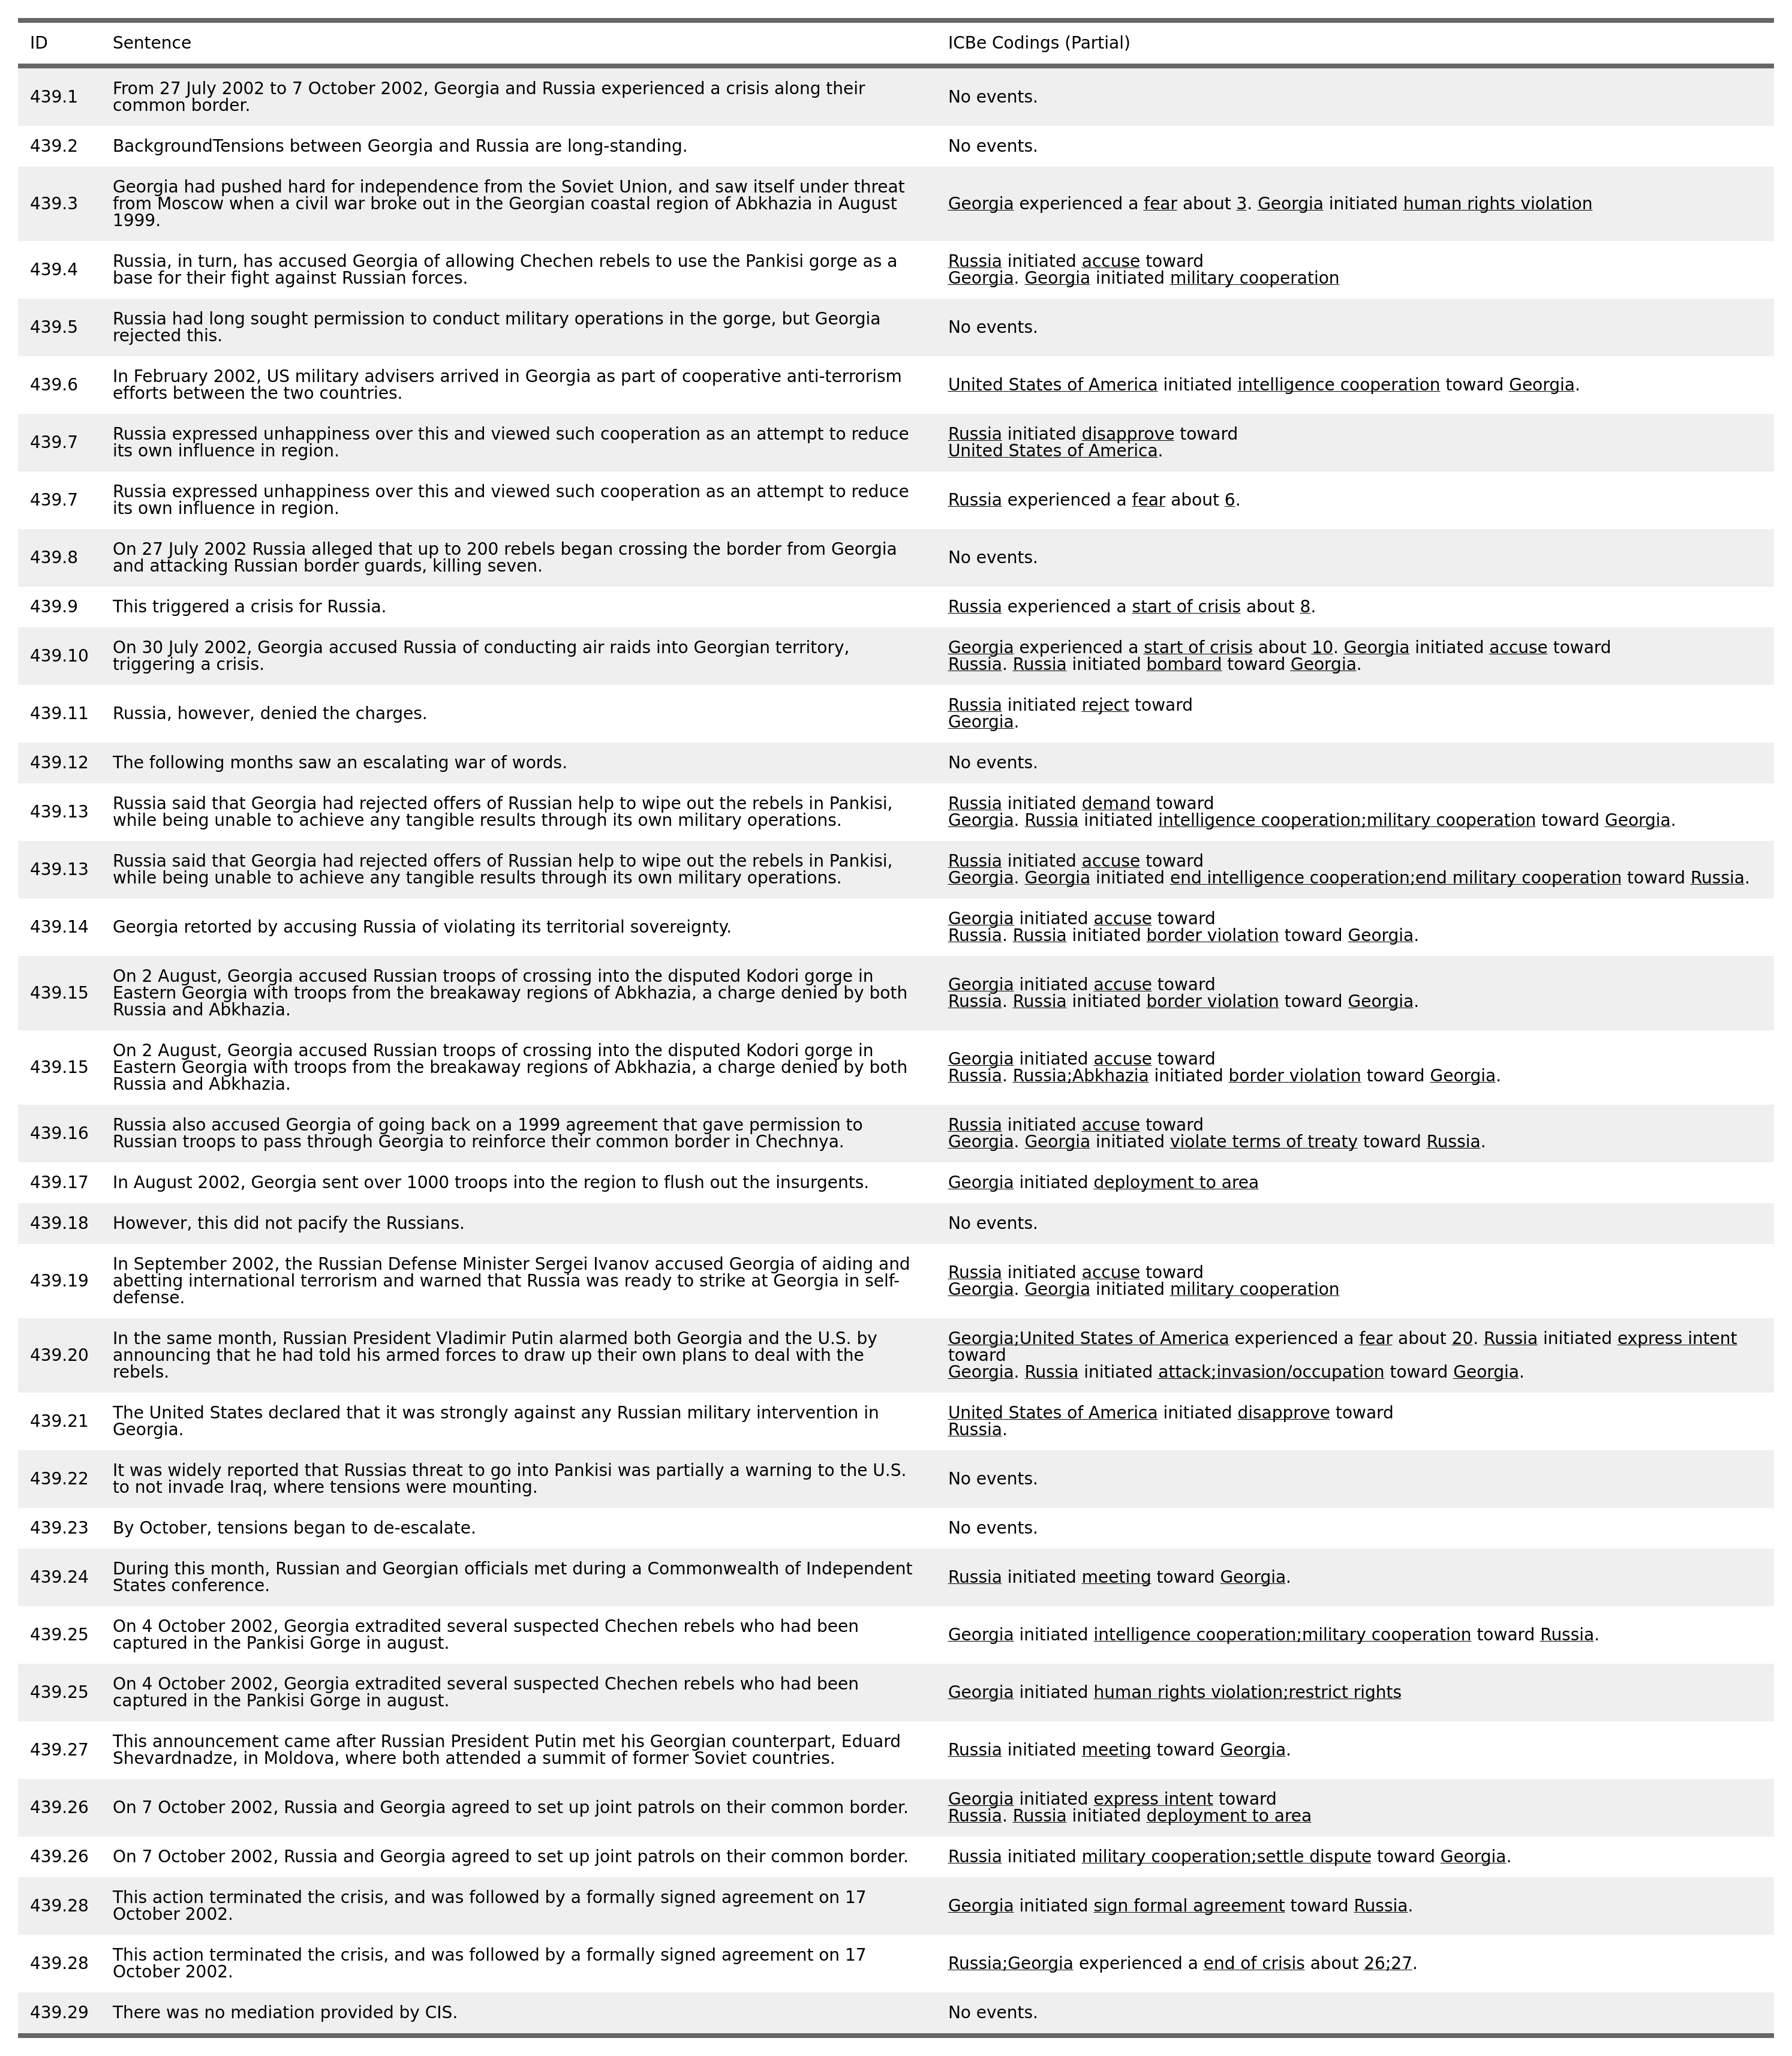 ID Sentence ICBe Codings (Partial)
439.1 From 27 July 2002 to 7 October 2002, Georgia and Russia experienced a crisis along their
common border. No events.
439.2 BackgroundTensions between Georgia and Russia are long-standing. No events.
Georgia had pushed hard for independence from the Soviet Union, and saw itself under threat
439.3 from Moscow when a civil war broke out in the Georgian coastal region of Abkhazia in August Georgia experienced a fear about 3. Georgia initiated human rights violation
1999.
439.4 Russia, in turn, has accused Georgia of allowing Chechen rebels to use the Pankisi gorge as a Russia initiated accuse toward
base for their fight against Russian forces. Georgia. Georgia initiated military cooperation
439.5 Russia had long sought permission to conduct military operations in the gorge, but Georgia
rejected this. No events.
439.6 In February 2002, US military advisers arrived in Georgia as part of cooperative anti-terrorism
efforts between the two countries. United States of America initiated intelligence cooperation toward Georgia.
439.7 Russia expressed unhappiness over this and viewed such cooperation as an attempt to reduce Russia initiated disapprove toward
its own influence in region. United States of America.
439.7 Russia expressed unhappiness over this and viewed such cooperation as an attempt to reduce
its own influence in region. Russia experienced a fear about 6.
439.8 On 27 July 2002 Russia alleged that up to 200 rebels began crossing the border from Georgia
and attacking Russian border guards, killing seven. No events.
439.9 This triggered a crisis for Russia. Russia experienced a start of crisis about 8.
439.10 On 30 July 2002, Georgia accused Russia of conducting air raids into Georgian territory, Georgia experienced a start of crisis about 10. Georgia initiated accuse toward
triggering a crisis. Russia. Russia initiated bombard toward Georgia.
439.11 Russia, however, denied the charges. Russia initiated reject toward
Georgia.
439.12 The following months saw an escalating war of words. No events.
439.13 Russia said that Georgia had rejected offers of Russian help to wipe out the rebels in Pankisi, Russia initiated demand toward
while being unable to achieve any tangible results through its own military operations. Georgia. Russia initiated intelligence cooperation;military cooperation toward Georgia.
439.13 Russia said that Georgia had rejected offers of Russian help to wipe out the rebels in Pankisi, Russia initiated accuse toward
while being unable to achieve any tangible results through its own military operations. Georgia. Georgia initiated end intelligence cooperation;end military cooperation toward Russia.
439.14 Georgia retorted by accusing Russia of violating its territorial sovereignty. Georgia initiated accuse toward
Russia. Russia initiated border violation toward Georgia.
On 2 August, Georgia accused Russian troops of crossing into the disputed Kodori gorge in Georgia initiated accuse toward
439.15 Eastern Georgia with troops from the breakaway regions of Abkhazia, a charge denied by both Russia. Russia initiated border violation toward Georgia.
Russia and Abkhazia.
On 2 August, Georgia accused Russian troops of crossing into the disputed Kodori gorge in Georgia initiated accuse toward
439.15 Eastern Georgia with troops from the breakaway regions of Abkhazia, a charge denied by both Russia. Russia;Abkhazia initiated border violation toward Georgia.
Russia and Abkhazia.
439.16 Russia also accused Georgia of going back on a 1999 agreement that gave permission to Russia initiated accuse toward
Russian troops to pass through Georgia to reinforce their common border in Chechnya. Georgia. Georgia initiated violate terms of treaty toward Russia.
439.17 In August 2002, Georgia sent over 1000 troops into the region to flush out the insurgents. Georgia initiated deployment to area
439.18 However, this did not pacify the Russians. No events.
In September 2002, the Russian Defense Minister Sergei Ivanov accused Georgia of aiding and Russia initiated accuse toward
439.19 abetting international terrorism and warned that Russia was ready to strike at Georgia in self- Georgia. Georgia initiated military cooperation
defense.
In the same month, Russian President Vladimir Putin alarmed both Georgia and the U.S. by Georgia;United States of America experienced a fear about 20. Russia initiated express intent
439.20 announcing that he had told his armed forces to draw up their own plans to deal with the toward
rebels. Georgia. Russia initiated attack;invasion/occupation toward Georgia.
439.21 The United States declared that it was strongly against any Russian military intervention in United States of America initiated disapprove toward
Georgia. Russia.
439.22 It was widely reported that Russias threat to go into Pankisi was partially a warning to the U.S.
to not invade Iraq, where tensions were mounting. No events.
439.23 By October, tensions began to de-escalate. No events.
439.24 During this month, Russian and Georgian officials met during a Commonwealth of Independent
States conference. Russia initiated meeting toward Georgia.
439.25 On 4 October 2002, Georgia extradited several suspected Chechen rebels who had been
captured in the Pankisi Gorge in august. Georgia initiated intelligence cooperation;military cooperation toward Russia.
439.25 On 4 October 2002, Georgia extradited several suspected Chechen rebels who had been
captured in the Pankisi Gorge in august. Georgia initiated human rights violation;restrict rights
439.27 This announcement came after Russian President Putin met his Georgian counterpart, Eduard
Shevardnadze, in Moldova, where both attended a summit of former Soviet countries. Russia initiated meeting toward Georgia.
439.26 On 7 October 2002, Russia and Georgia agreed to set up joint patrols on their common border. Georgia initiated express intent toward
Russia. Russia initiated deployment to area
439.26 On 7 October 2002, Russia and Georgia agreed to set up joint patrols on their common border. Russia initiated military cooperation;settle dispute toward Georgia.
439.28 This action terminated the crisis, and was followed by a formally signed agreement on 17
October 2002. Georgia initiated sign formal agreement toward Russia.
439.28 This action terminated the crisis, and was followed by a formally signed agreement on 17
October 2002. Russia;Georgia experienced a end of crisis about 26;27.
439.29 There was no mediation provided by CIS. No events.